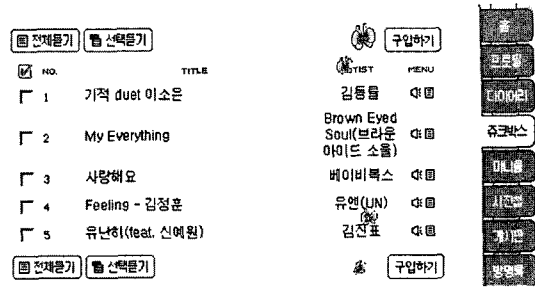 전체듣기 선택듣기 구입하기
NO. TITLE ARTIST MENU
1 기적 duet 이소은 김동률
2 My Everything Brown Eyed
Soul(브라운
아이드 소울)
3 사랑해요 베이비복스
4 Feeling - 김정훈 유엔(UN)
5 유난히(feat. 신예원) 김진표
전체듣기 선택듣기 구입하기
홈
프로필
다이어리
쥬크박스
미니룸
사진첩
게시판
방명록